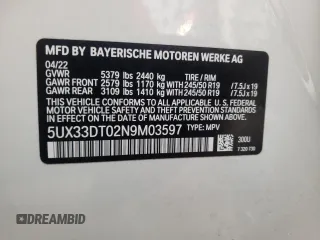 MFD BY BAYERISCHE MOTOREN WERKE AG
04/22
GVWR 5379 lbs 2440 kg TIRE / RIM
GAWR FRONT 2579 lbs 1170 kg WITH 245/50 R19 /7.5J x 19
GAWR REAR 3109 lbs 1410 kg WITH 245/50 R19 /7.5J x 19
THIS VEHICLE CONFORMS TO ALL APPLICABLE FEDERAL MOTOR VEHICLE SAFETY, BUMPER, AND THEFT PREVENTION STANDARDS IN EFFECT ON THE DATE OF MANUFACTURE SHOWN ABOVE.
5UX33DT02N9M03597 TYPE: MPV
300U
DREAMBID